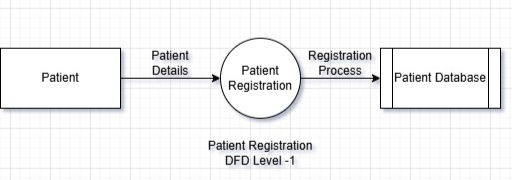 Patient
Patient
Details
Patient
Registration
Registration
Process
Patient Database
Patient Registration
DFD Level -1